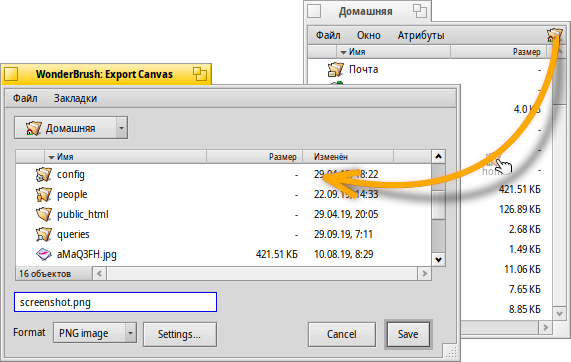 Домашняя
Файл Окно Атрибуты
Имя Размер
Почта -
-
4.0 КБ
-
-
421.51 КБ
126.89 КБ
2.68 КБ
1.49 КБ
11.06 КБ
7.65 КБ
8.85 КБ
WonderBrush: Export Canvas
Файл Закладки
Домашняя
Имя Размер Изменён
config - 29.04.19, 18:22
people - 22.09.19, 14:33
public_html - 29.04.19, 20:05
queries - 29.09.19, 7:11
aMaQ3FH.jpg 421.51 КБ 10.08.19, 8:29
16 объектов
screenshot.png
Format PNG image Settings... Cancel Save